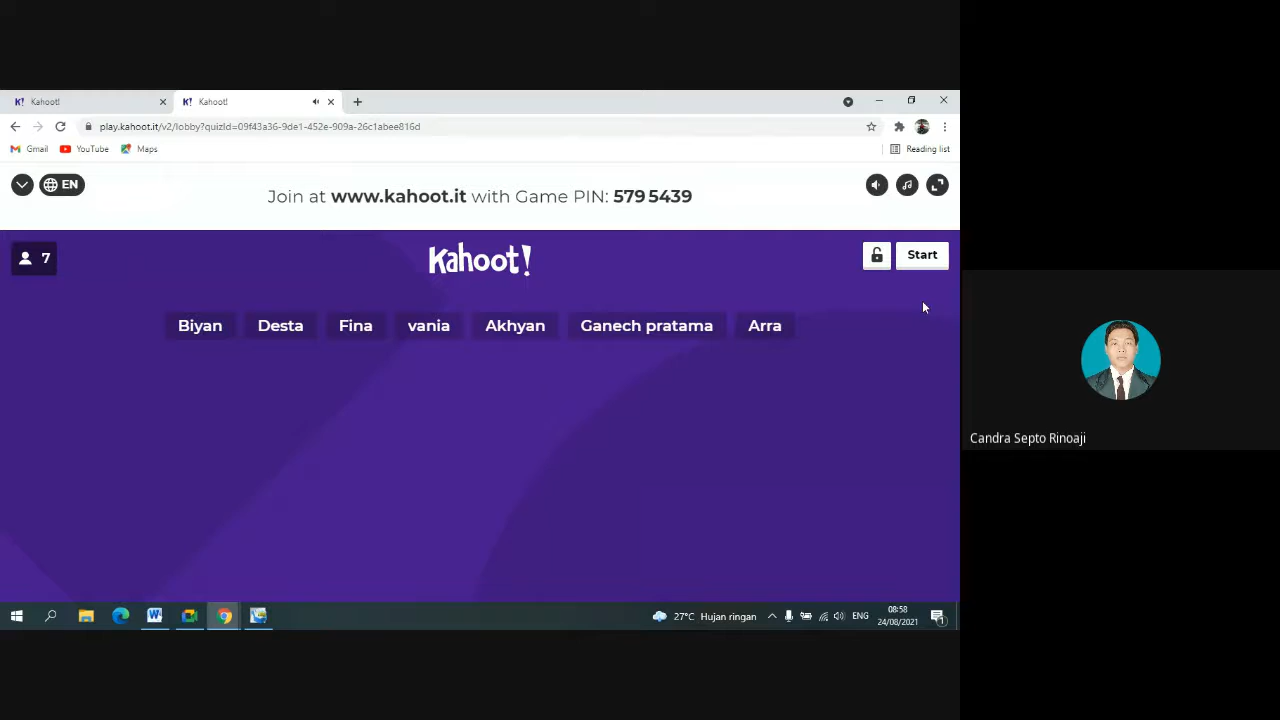 Kahoot!
Kahoot!
play.kahoot.it/v2/lobby?quizId=09f43a36-9de1-452e-909a-26c1abee816d
Gmail YouTube Maps Reading list
EN
Join at www.kahoot.it with Game PIN: 579 5439
7
Kahoot!
Start
Biyan Desta Fina vania Akhyan Ganech pratama Arra
Candra Septo Rinoaji
27°C Hujan ringan ENG
08:58
24/08/2021
1